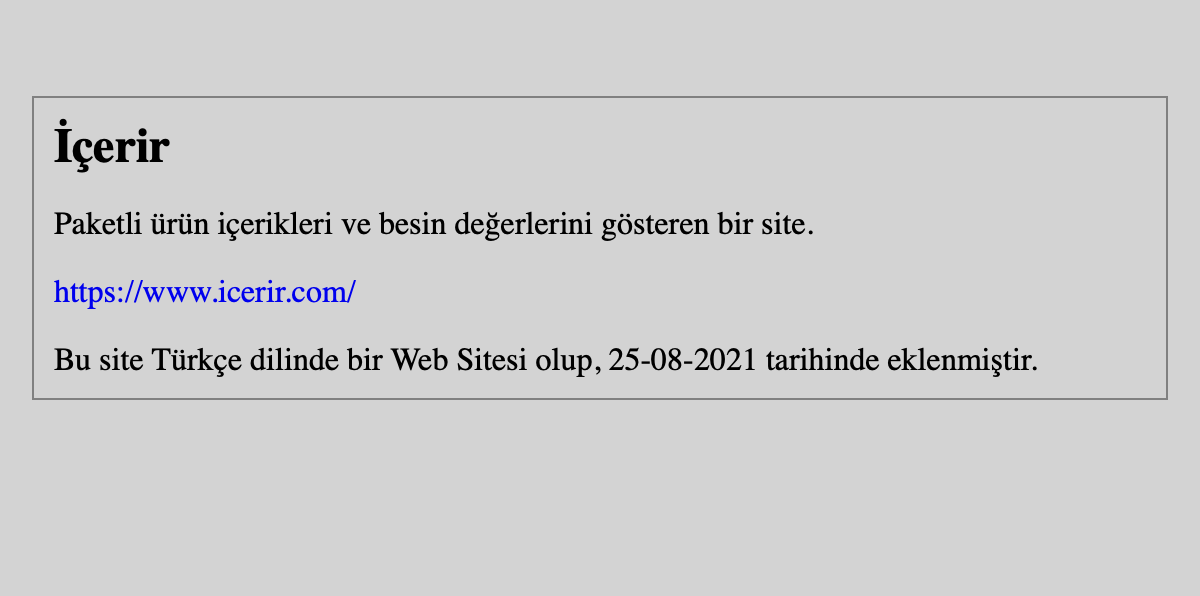 İçerir
Paketli ürün içerikleri ve besin değerlerini gösteren bir site.
https://www.icerir.com/
Bu site Türkçe dilinde bir Web Sitesi olup, 25-08-2021 tarihinde eklenmiştir.